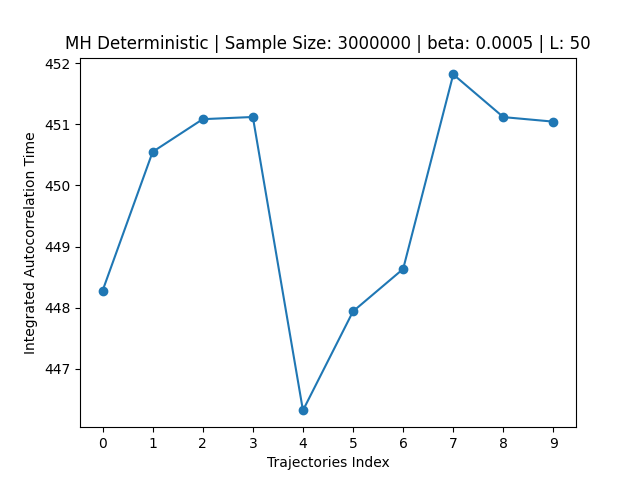 MH Deterministic | Sample Size: 3000000 | beta: 0.0005 | L: 50
452
451
450
449
448
447
Integrated Autocorrelation Time
0 1 2 3 4 5 6 7 8 9
Trajectories Index